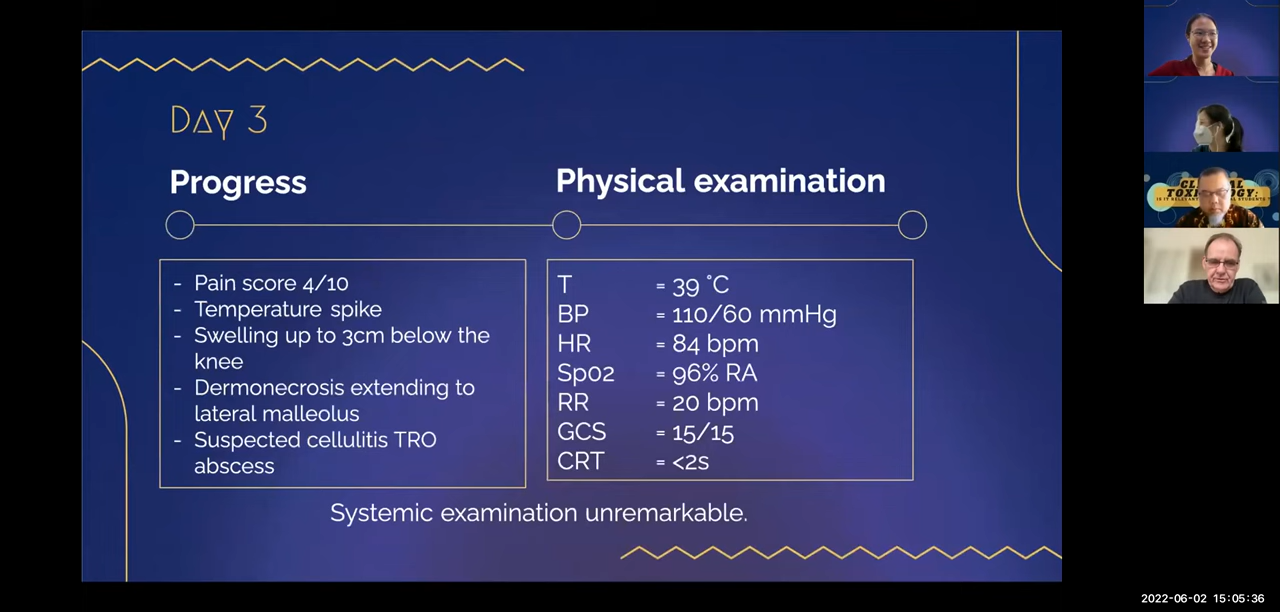 Day 3
Progress
Physical examination
- Pain score 4/10
- Temperature spike
- Swelling up to 3cm below the
knee
- Dermonecrosis extending to
lateral malleolus
- Suspected cellulitis TRO
abscess
T = 39 °C
BP = 110/60 mmHg
HR = 84 bpm
Sp02 = 96% RA
RR = 20 bpm
GCS = 15/15
CRT = <2s
Systemic examination unremarkable.
2022-06-02 15:05:36